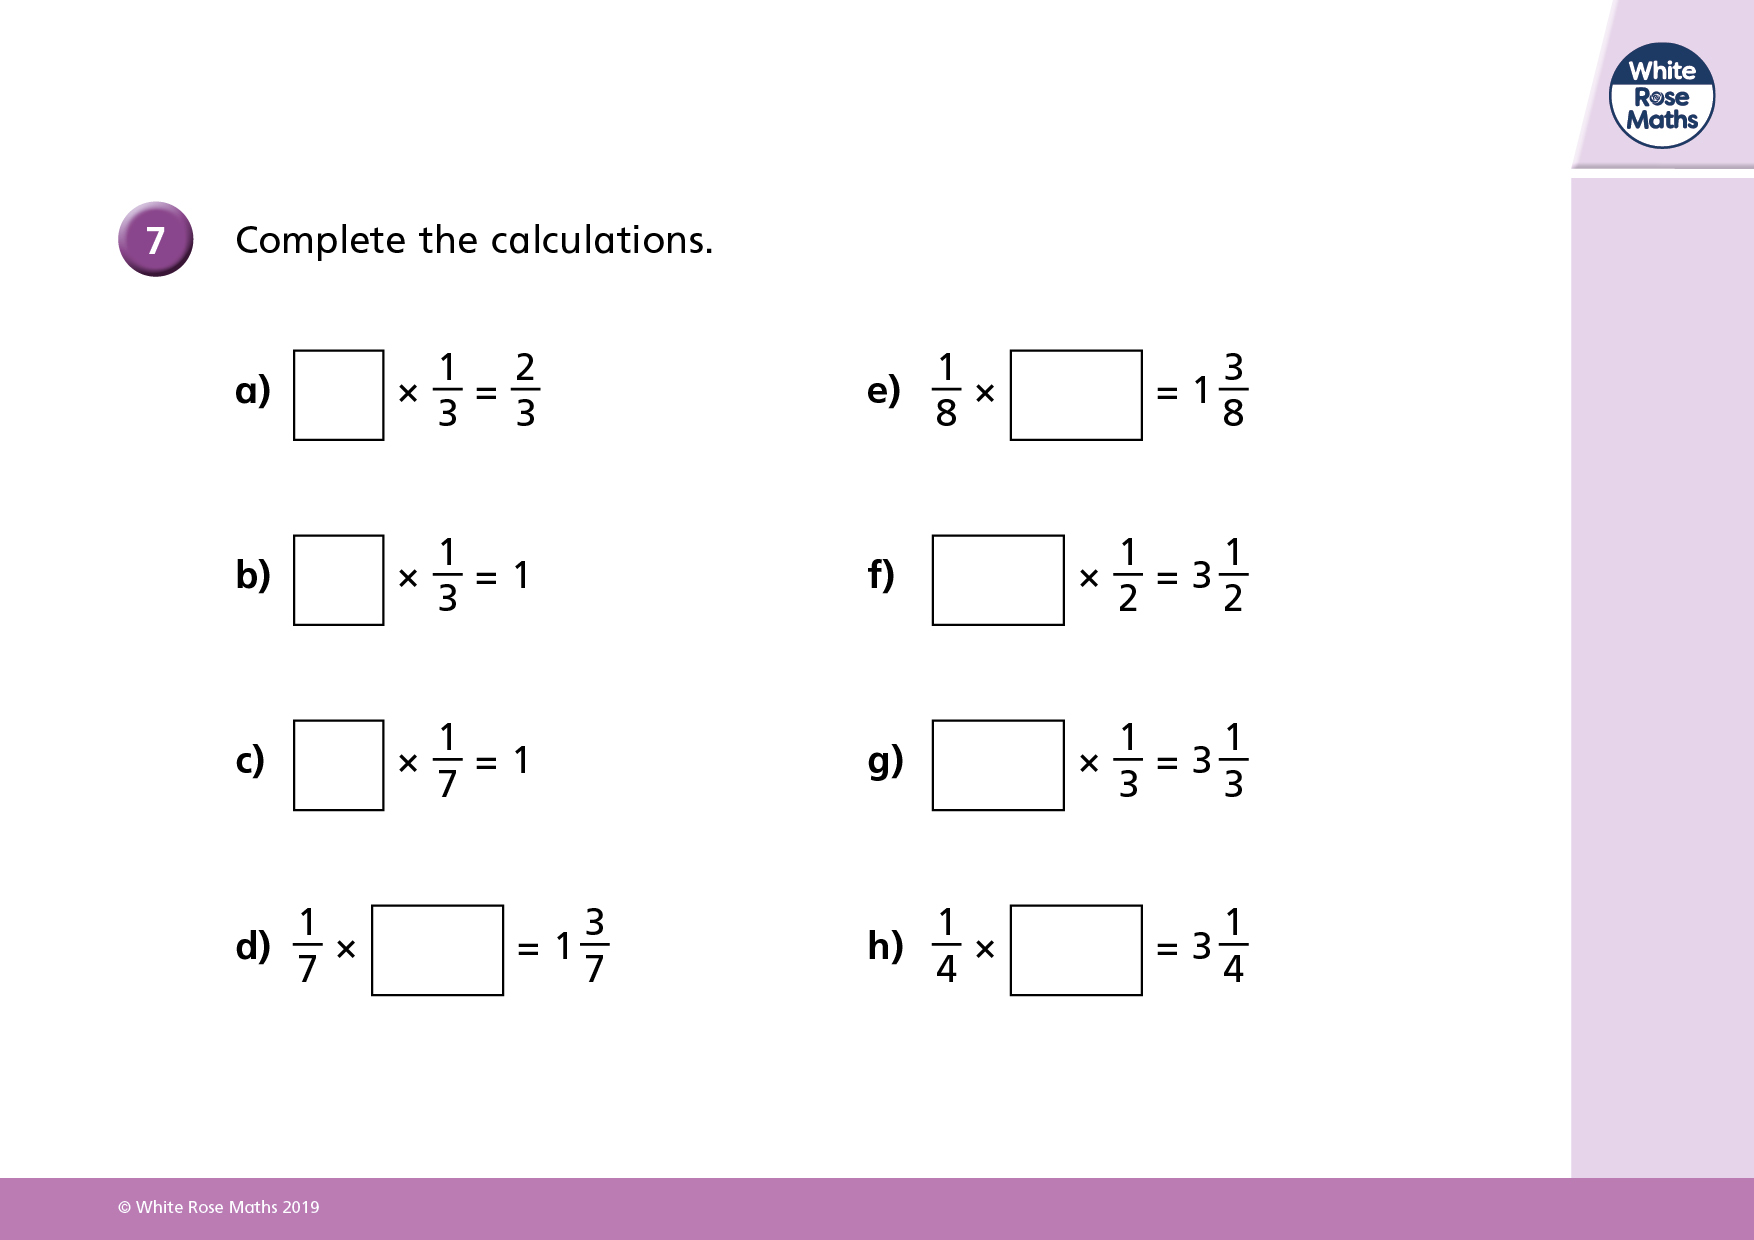 White
Rose
Maths
7 Complete the calculations.
a) × 1/3 = 2/3
b) × 1/3 = 1
c) × 1/7 = 1
d) 1/7 × = 1 3/7
e) 1/8 × = 1 3/8
f) × 1/2 = 3 1/2
g) × 1/3 = 3 1/3
h) 1/4 × = 3 1/4
© White Rose Maths 2019